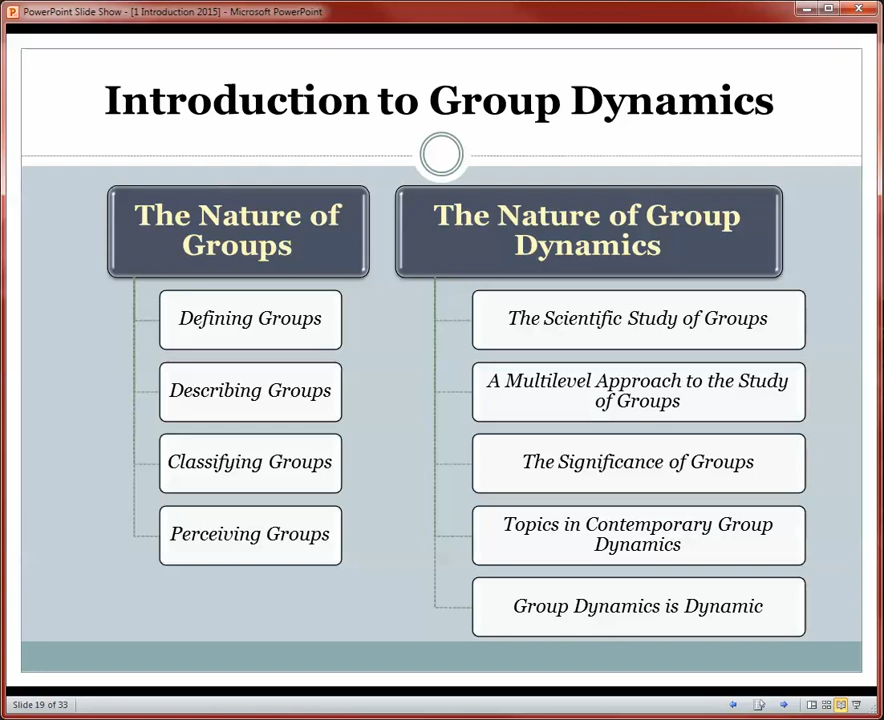 PowerPoint Slide Show - [1 Introduction 2015] - Microsoft PowerPoint
Introduction to Group Dynamics
The Nature of
Groups
Defining Groups
Describing Groups
Classifying Groups
Perceiving Groups
The Nature of Group
Dynamics
The Scientific Study of Groups
A Multilevel Approach to the Study
of Groups
The Significance of Groups
Topics in Contemporary Group
Dynamics
Group Dynamics is Dynamic
Slide 19 of 33